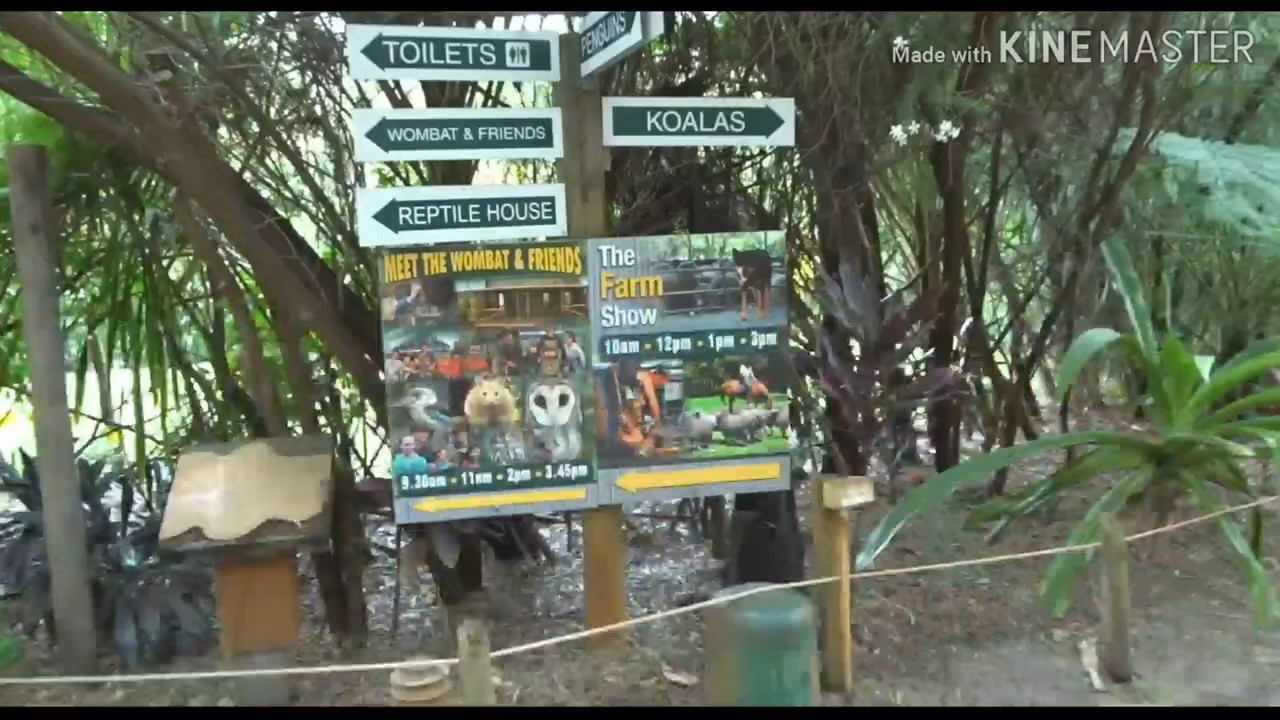 PENGUINS
TOILETS
Made with KINEMASTER
WOMBAT & FRIENDS
KOALAS
REPTILE HOUSE
MEET THE WOMBAT & FRIENDS
9.30am - 11am - 2pm - 3.45pm
The
Farm
Show
10am - 12pm - 1pm - 3pm